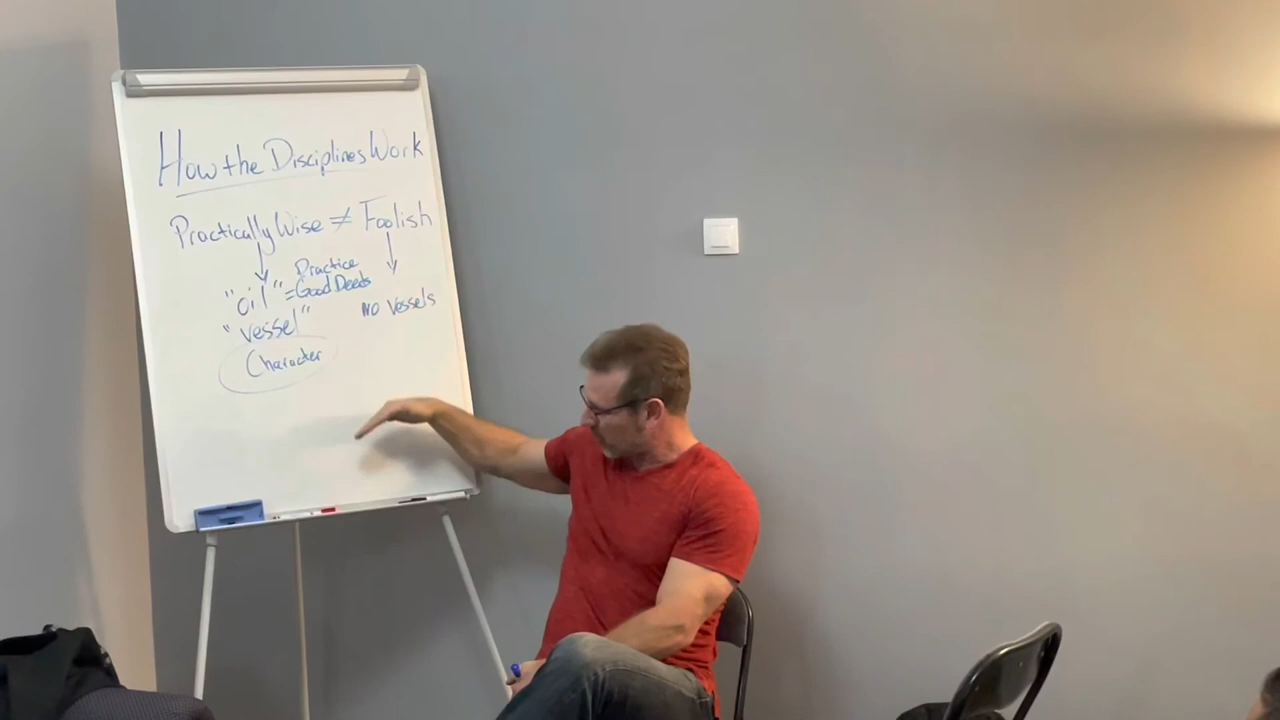 How the Disciplines Work
Practically Wise ≠ Foolish
Practice
"oil" = Good Deeds
No Vessels
"vessel"
Character